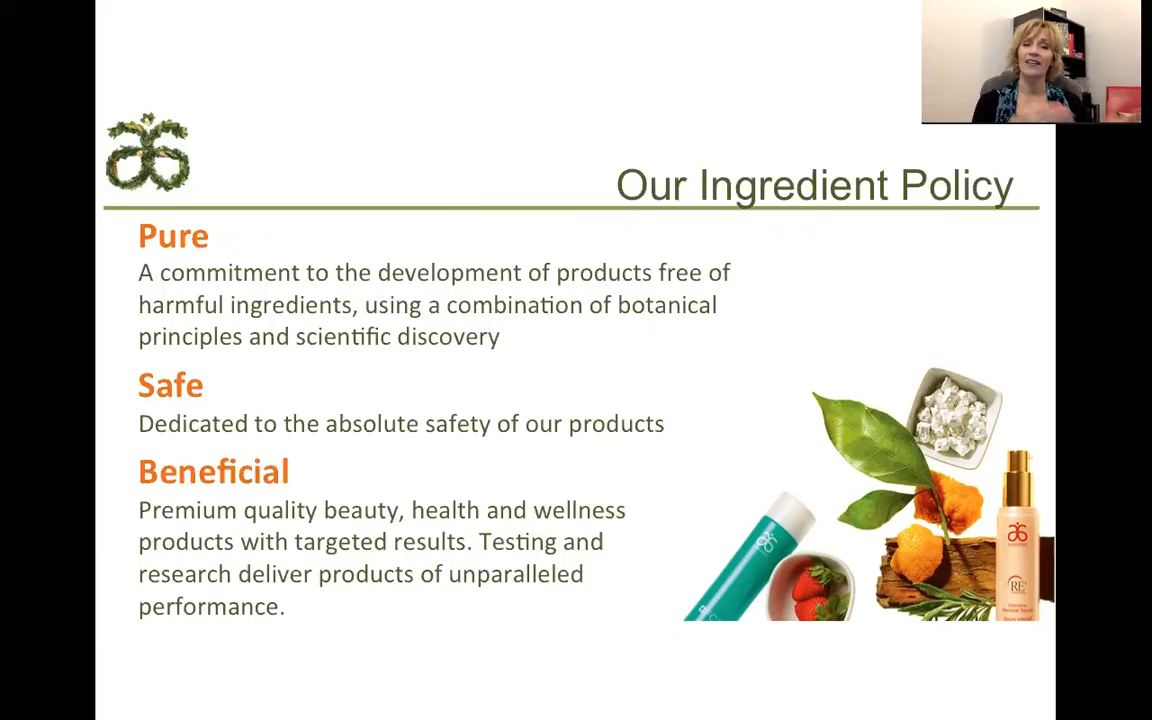 Our Ingredient Policy
Pure
A commitment to the development of products free of
harmful ingredients, using a combination of botanical
principles and scientific discovery
Safe
Dedicated to the absolute safety of our products
Beneficial
Premium quality beauty, health and wellness
products with targeted results. Testing and
research deliver products of unparalleled
performance.
RE